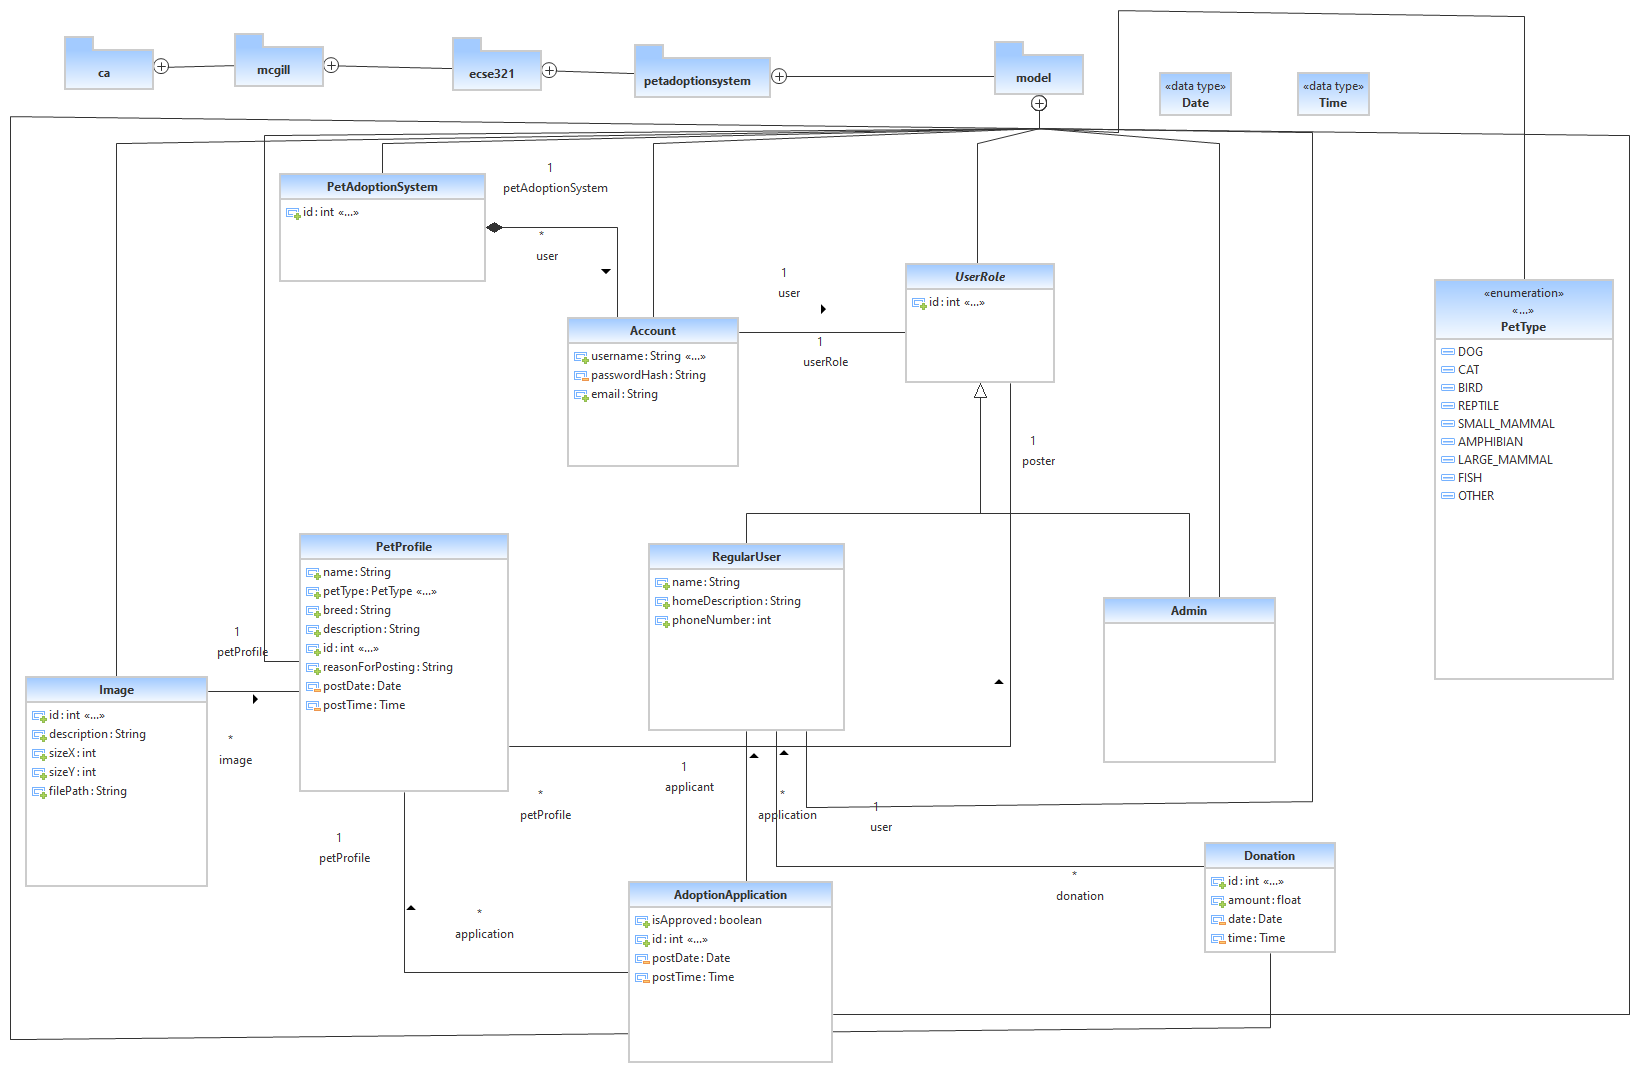 ca
mcgill
ecse321
petadoptionsystem
model
«data type»
Date
«data type»
Time
PetAdoptionSystem
id: int «...»
1
petAdoptionSystem
*
user
Account
username: String «...»
passwordHash: String
email: String
1
user
1
userRole
UserRole
id: int «...»
1
poster
«enumeration»
«...»
PetType
DOG
CAT
BIRD
REPTILE
SMALL_MAMMAL
AMPHIBIAN
LARGE_MAMMAL
FISH
OTHER
PetProfile
name: String
petType: PetType «...»
breed: String
description: String
id: int «...»
reasonForPosting: String
postDate: Date
postTime: Time
RegularUser
name: String
homeDescription: String
phoneNumber: int
Admin
1
petProfile
Image
id: int «...»
description: String
sizeX: int
sizeY: int
filePath: String
*
image
1
applicant
*
petProfile
*
application
1
user
1
petProfile
*
application
*
donation
AdoptionApplication
isApproved: boolean
id: int «...»
postDate: Date
postTime: Time
Donation
id: int «...»
amount: float
date: Date
time: Time